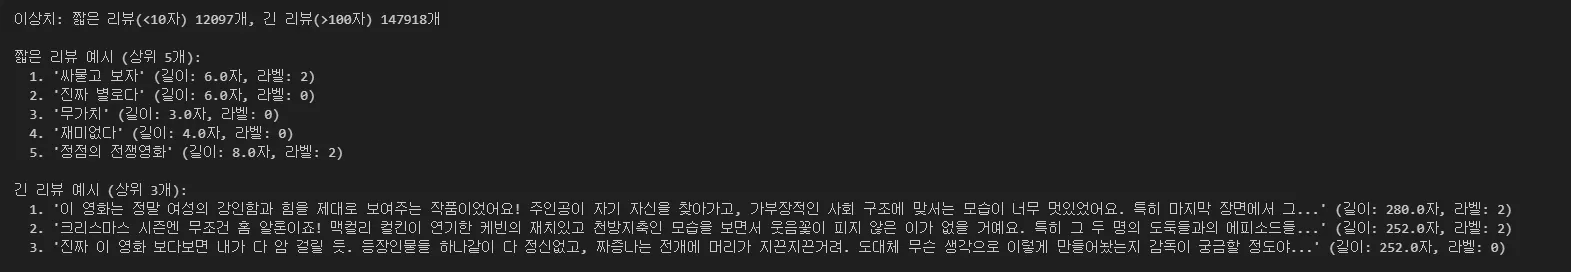 이상치: 짧은 리뷰(<10자) 12097개, 긴 리뷰(>100자) 147918개
짧은 리뷰 예시 (상위 5개):
1. '싸물고 보자' (길이: 6.0자, 라벨: 2)
2. '진짜 별로다' (길이: 6.0자, 라벨: 0)
3. '무가치' (길이: 3.0자, 라벨: 0)
4. '재미없다' (길이: 4.0자, 라벨: 0)
5. '정점의 전쟁영화' (길이: 8.0자, 라벨: 2)
긴 리뷰 예시 (상위 3개):
1. '이 영화는 정말 여성의 강인함과 힘을 제대로 보여주는 작품이었어요! 주인공이 자기 자신을 찾아가고, 가부장적인 사회 구조에 맞서는 모습이 너무 멋있었어요. 특히 마지막 장면에서 그...' (길이: 280.0자, 라벨: 2)
2. '크리스마스 시즌엔 무조건 홈 알론이죠! 맥컬리 컬킨이 연기한 케빈의 재치있고 천방지축인 모습을 보면서 웃음꽃이 피지 않은 이가 없을 거예요. 특히 그 두 명의 도둑들과의 에피소드들...' (길이: 252.0자, 라벨: 2)
3. '진짜 이 영화 보다보면 내가 다 암 걸릴 듯. 등장인물들 하나같이 다 정신없고, 짜증나는 전개에 머리가 지끈지끈거려. 도대체 무슨 생각으로 이렇게 만들어놨는지 감독이 궁금할 정도야...' (길이: 252.0자, 라벨: 0)